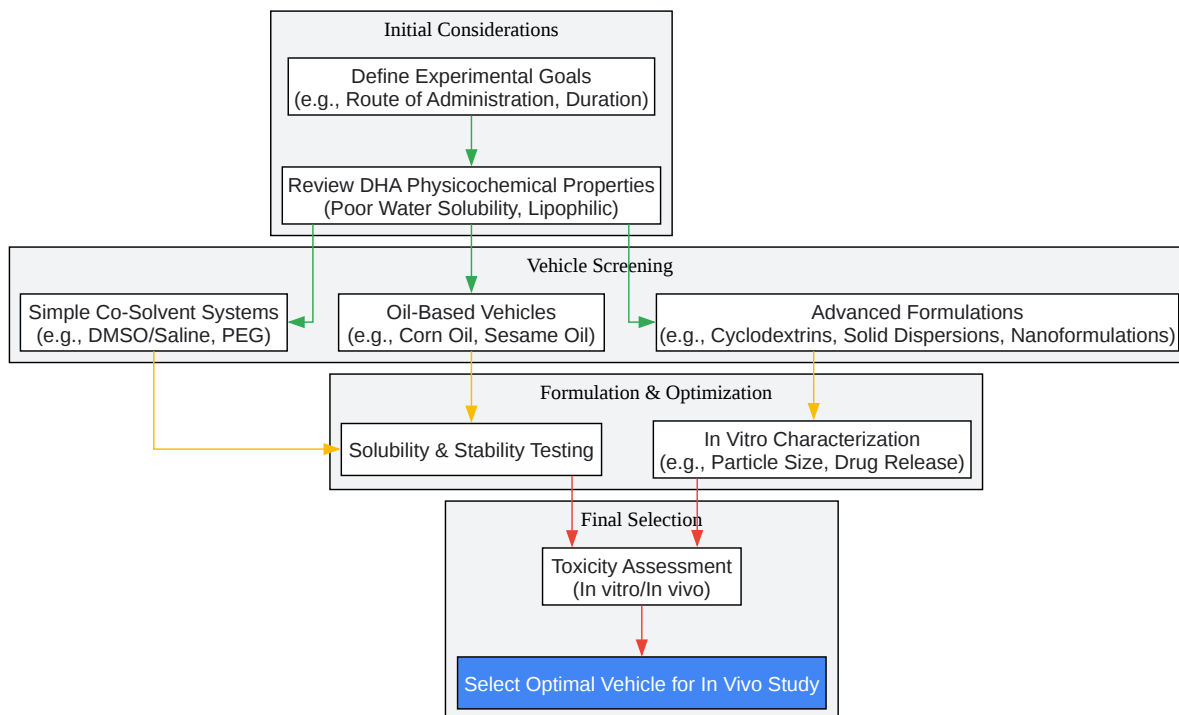 Initial Considerations
Define Experimental Goals
(e.g., Route of Administration, Duration)
Review DHA Physicochemical Properties
(Poor Water Solubility, Lipophilic)
Vehicle Screening
Simple Co-Solvent Systems
(e.g., DMSO/Saline, PEG)
Oil-Based Vehicles
(e.g., Corn Oil, Sesame Oil)
Advanced Formulations
(e.g., Cyclodextrins, Solid Dispersions, Nanoformulations)
Formulation & Optimization
Solubility & Stability Testing
In Vitro Characterization
(e.g., Particle Size, Drug Release)
Final Selection
Toxicity Assessment
(In vitro/In vivo)
Select Optimal Vehicle for In Vivo Study